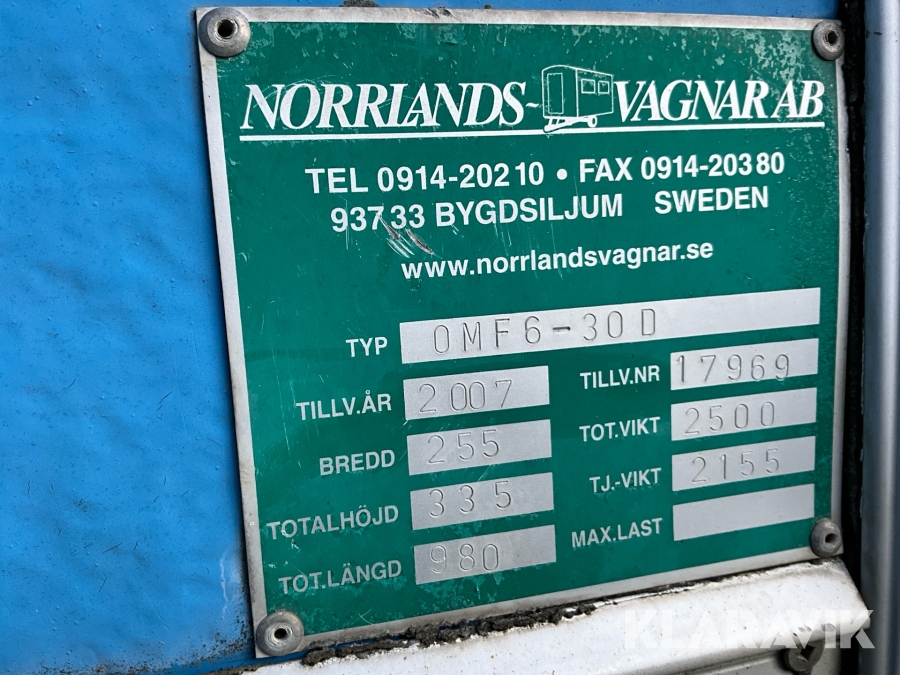 NORRLANDS-VAGNAR AB
TEL 0914-202 10 • FAX 0914-203 80
937 33 BYGDSILJUM SWEDEN
www.norrlandsvagnar.se
TYP OMF6-30D
TILLV.ÅR 2007 TILLV.NR 17969
BREDD 255 TOT.VIKT 2500
TOTALHÖJD 335 TJ.-VIKT 2155
TOT.LÄNGD 980 MAX.LAST
KLARAVIK